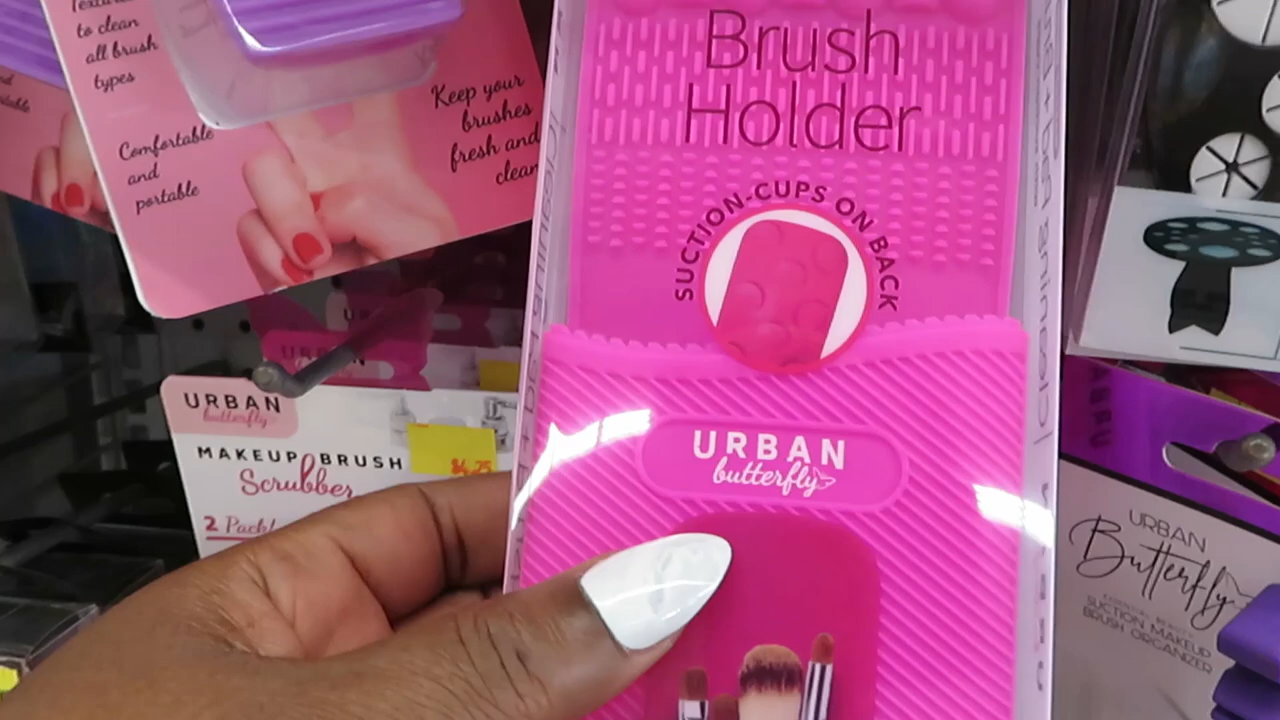 Brush
Holder
SUCTION-CUPS ON BACK
URBAN
butterfly
to clean
all brush
types
Comfortable
and
portable
Keep your
brushes
fresh and
clean
URBAN
butterfly
MAKEUP BRUSH
Scrubber
2 Pack!
$4.25
URBAN
Butterfly
SUCTION MAKEUP
BRUSH ORGANIZER